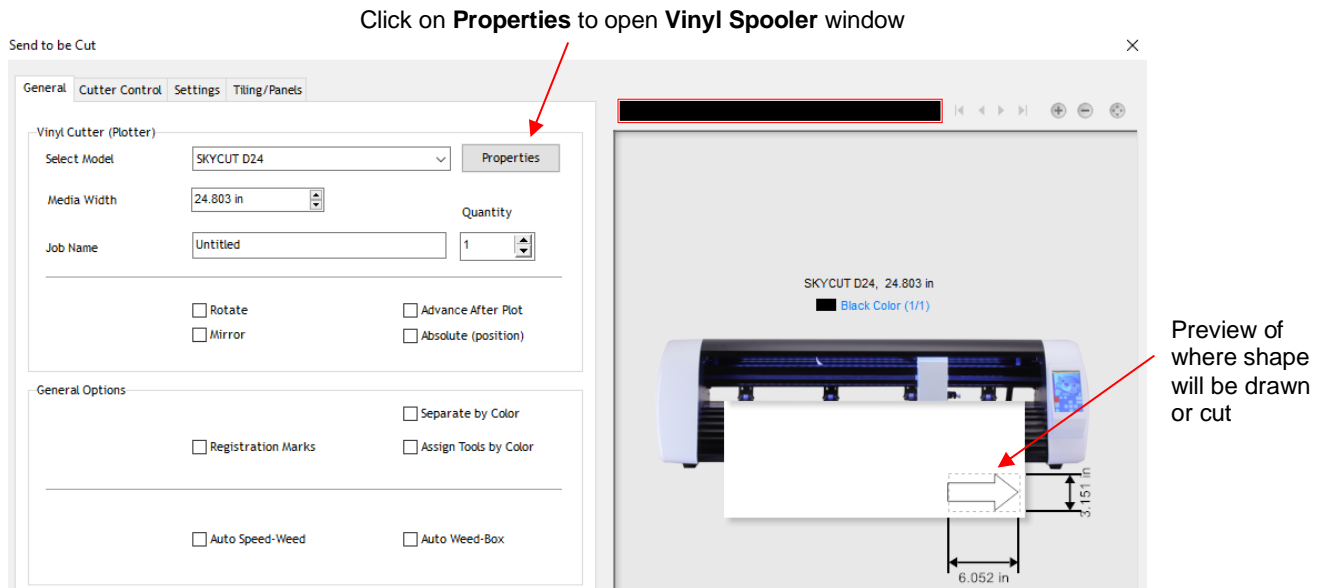 Click on Properties to open Vinyl Spooler window
Send to be Cut
General Cutter Control Settings Tiling/Panels
Vinyl Cutter (Plotter)
Select Model SKYCUT D24 Properties
Media Width 24.803 in
Quantity
Job Name Untitled 1
Rotate Advance After Plot
Mirror Absolute (position)
General Options
Separate by Color
Registration Marks Assign Tools by Color
Auto Speed-Weed Auto Weed-Box
SKYCUT D24, 24.803 in
Black Color (1/1)
3.151 in
6.052 in
Preview of
where shape
will be drawn
or cut